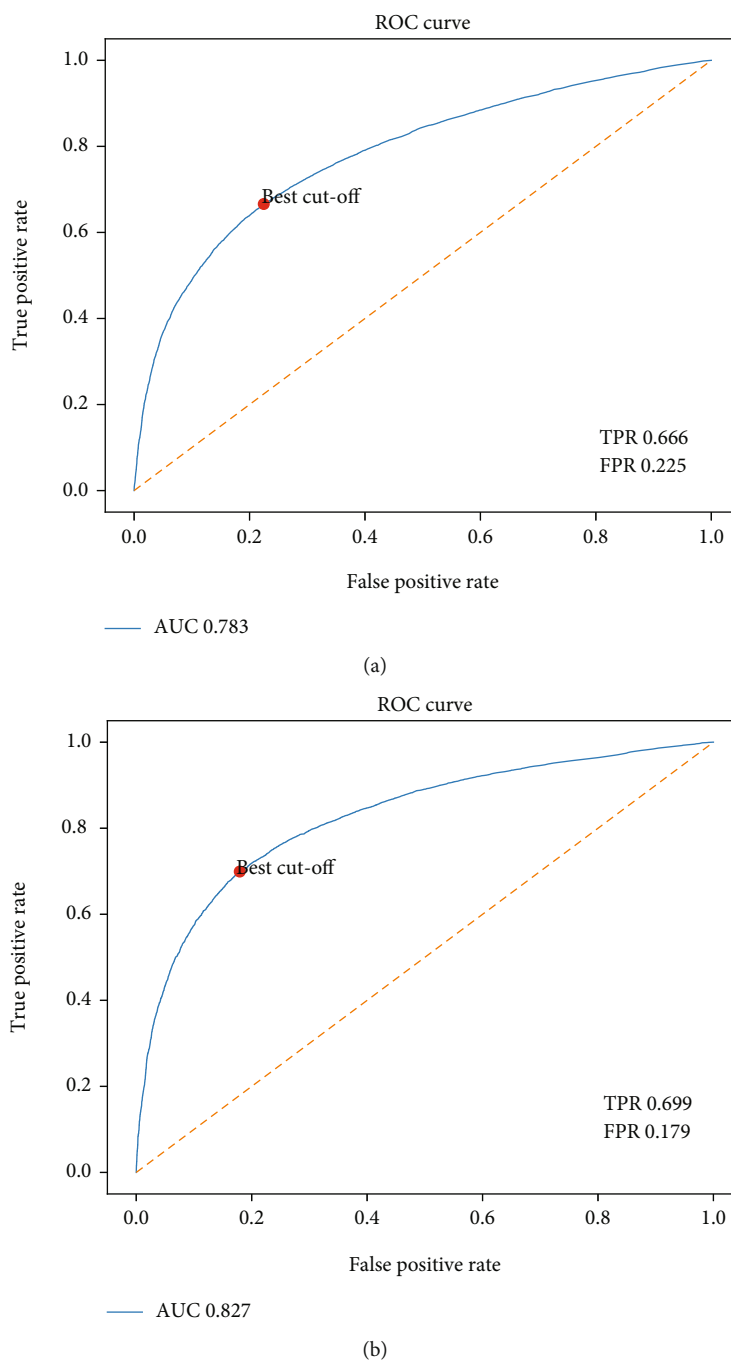 ROC curve
1.0
0.8
0.6
0.4
0.2
0.0
True positive rate
Best cut-off
TPR 0.666
FPR 0.225
0.0 0.2 0.4 0.6 0.8 1.0
False positive rate
AUC 0.783
(a)
ROC curve
1.0
0.8
0.6
0.4
0.2
0.0
True positive rate
Best cut-off
TPR 0.699
FPR 0.179
0.0 0.2 0.4 0.6 0.8 1.0
False positive rate
AUC 0.827
(b)